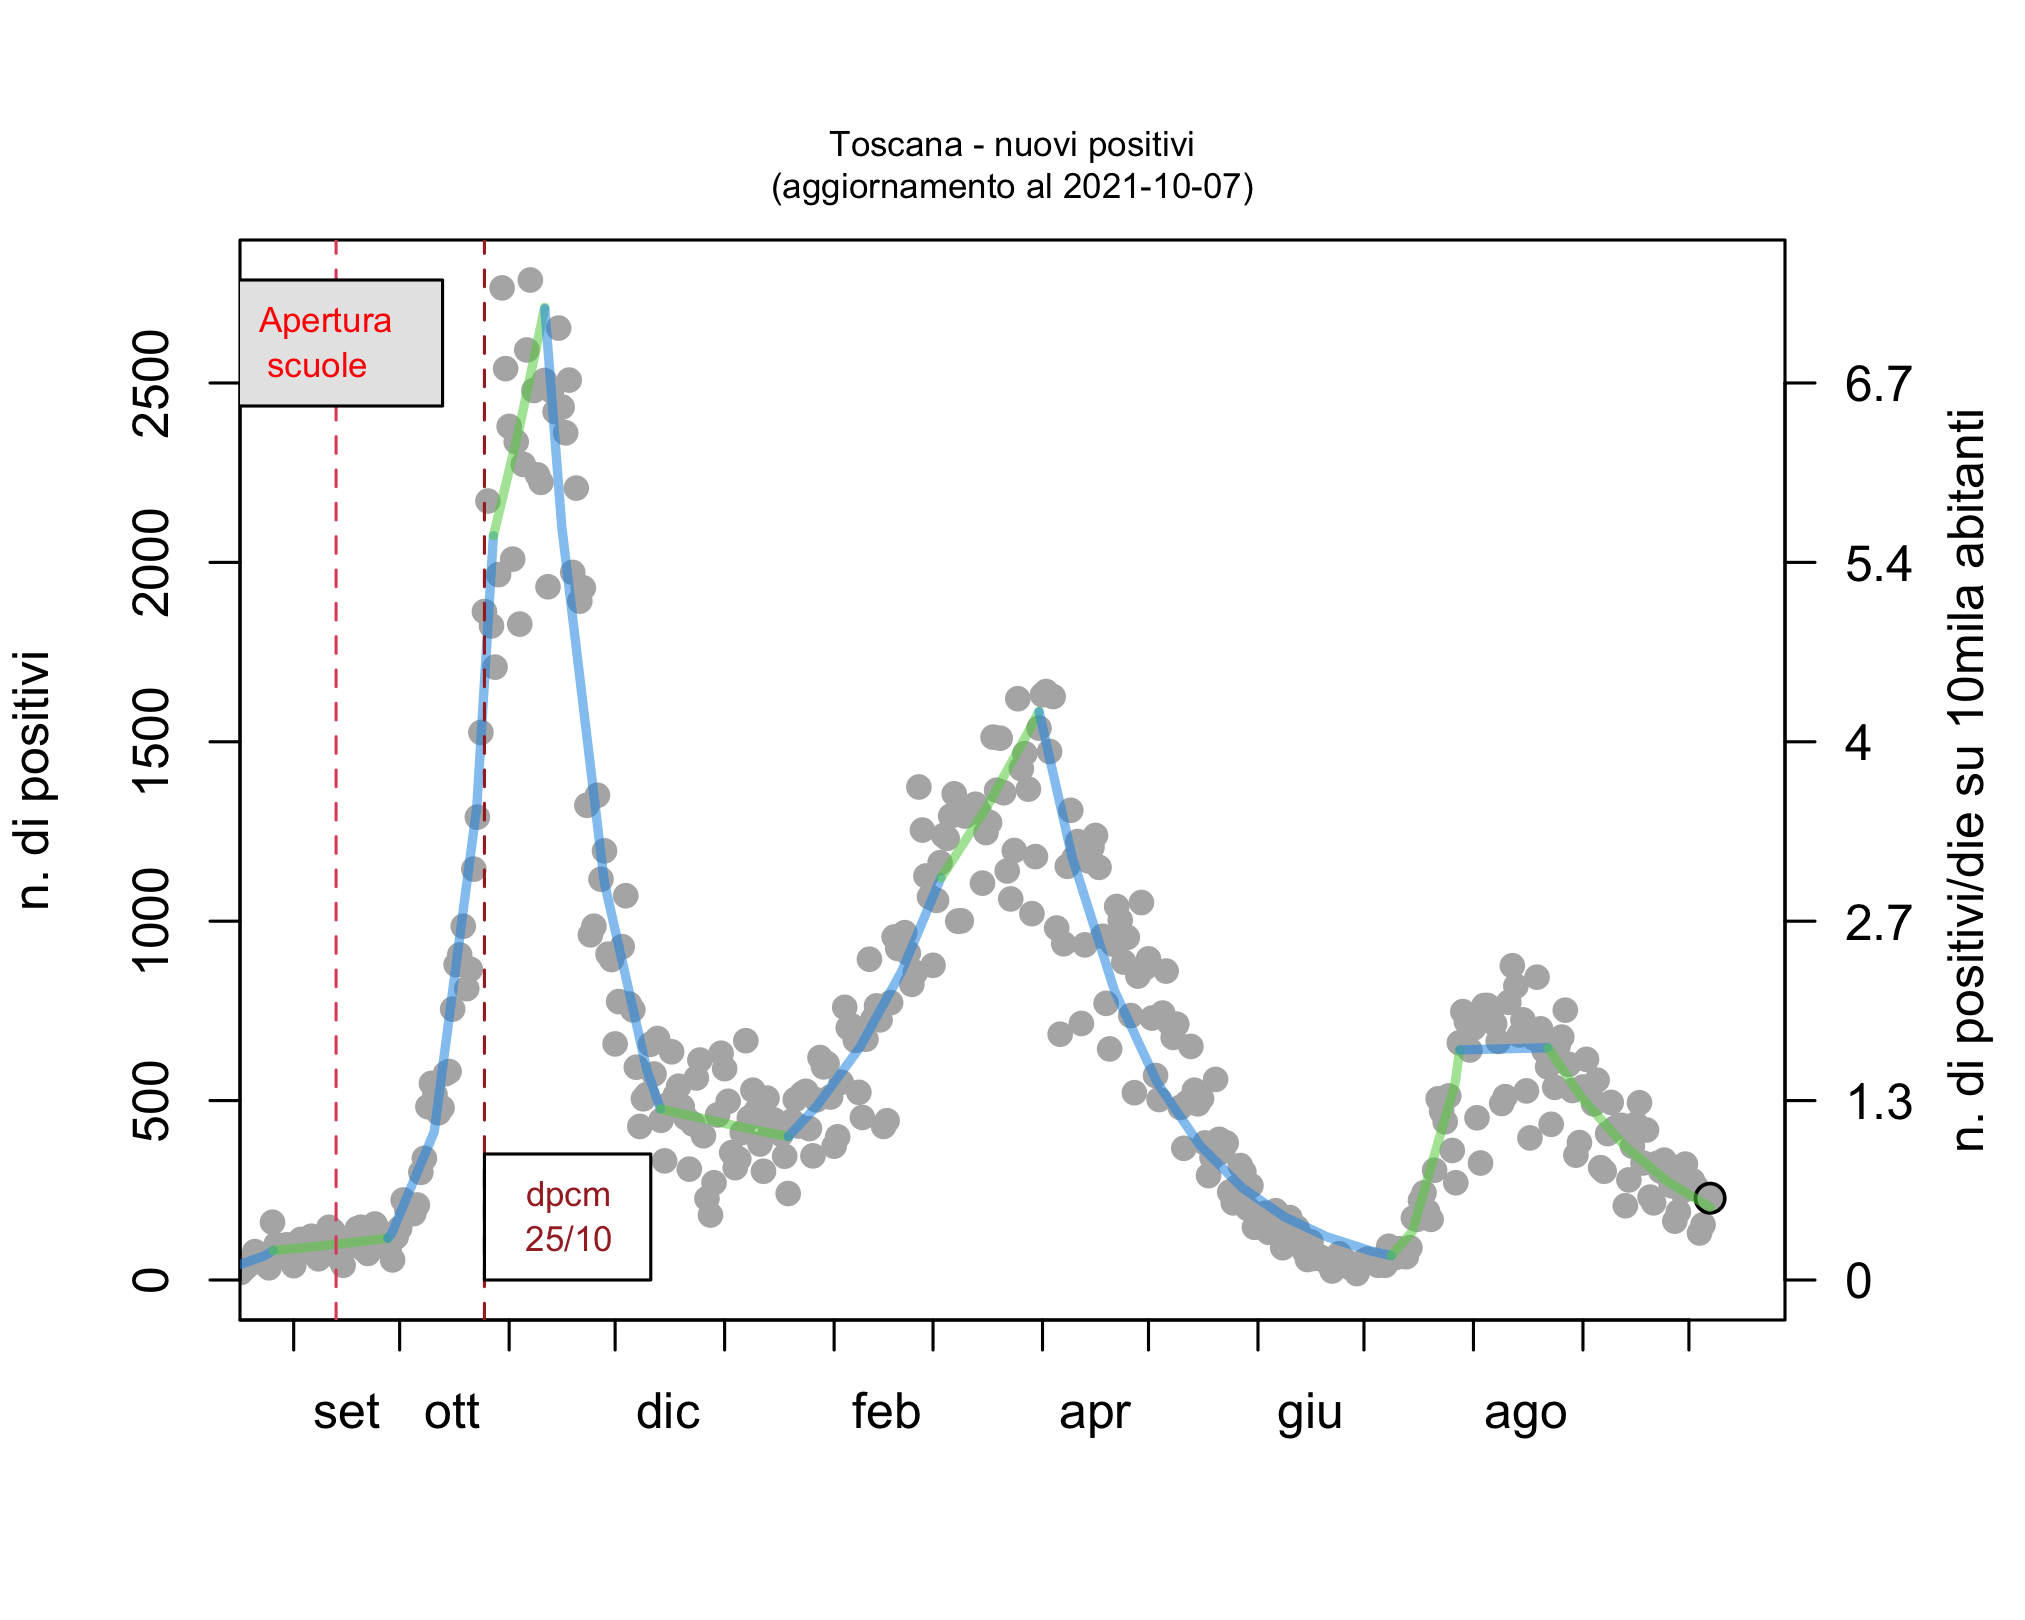 Toscana - nuovi positivi
(aggiornamento al 2021-10-07)
Apertura
scuole
dpcm
25/10
n. di positivi
2500
2000
1500
1000
500
0
6.7
5.4
4
2.7
1.3
0
n. di positivi/die su 10mila abitanti
set ott dic feb apr giu ago